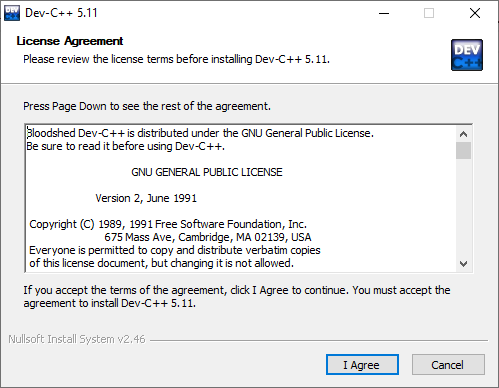 Dev-C++ 5.11
License Agreement
Please review the license terms before installing Dev-C++ 5.11.
DEV
C++
Press Page Down to see the rest of the agreement.
Bloodshed Dev-C++ is distributed under the GNU General Public License.
Be sure to read it before using Dev-C++.
GNU GENERAL PUBLIC LICENSE
Version 2, June 1991
Copyright (C) 1989, 1991 Free Software Foundation, Inc.
675 Mass Ave, Cambridge, MA 02139, USA
Everyone is permitted to copy and distribute verbatim copies
of this license document, but changing it is not allowed.
If you accept the terms of the agreement, click I Agree to continue. You must accept the
agreement to install Dev-C++ 5.11.
Nullsoft Install System v2.46
I Agree
Cancel